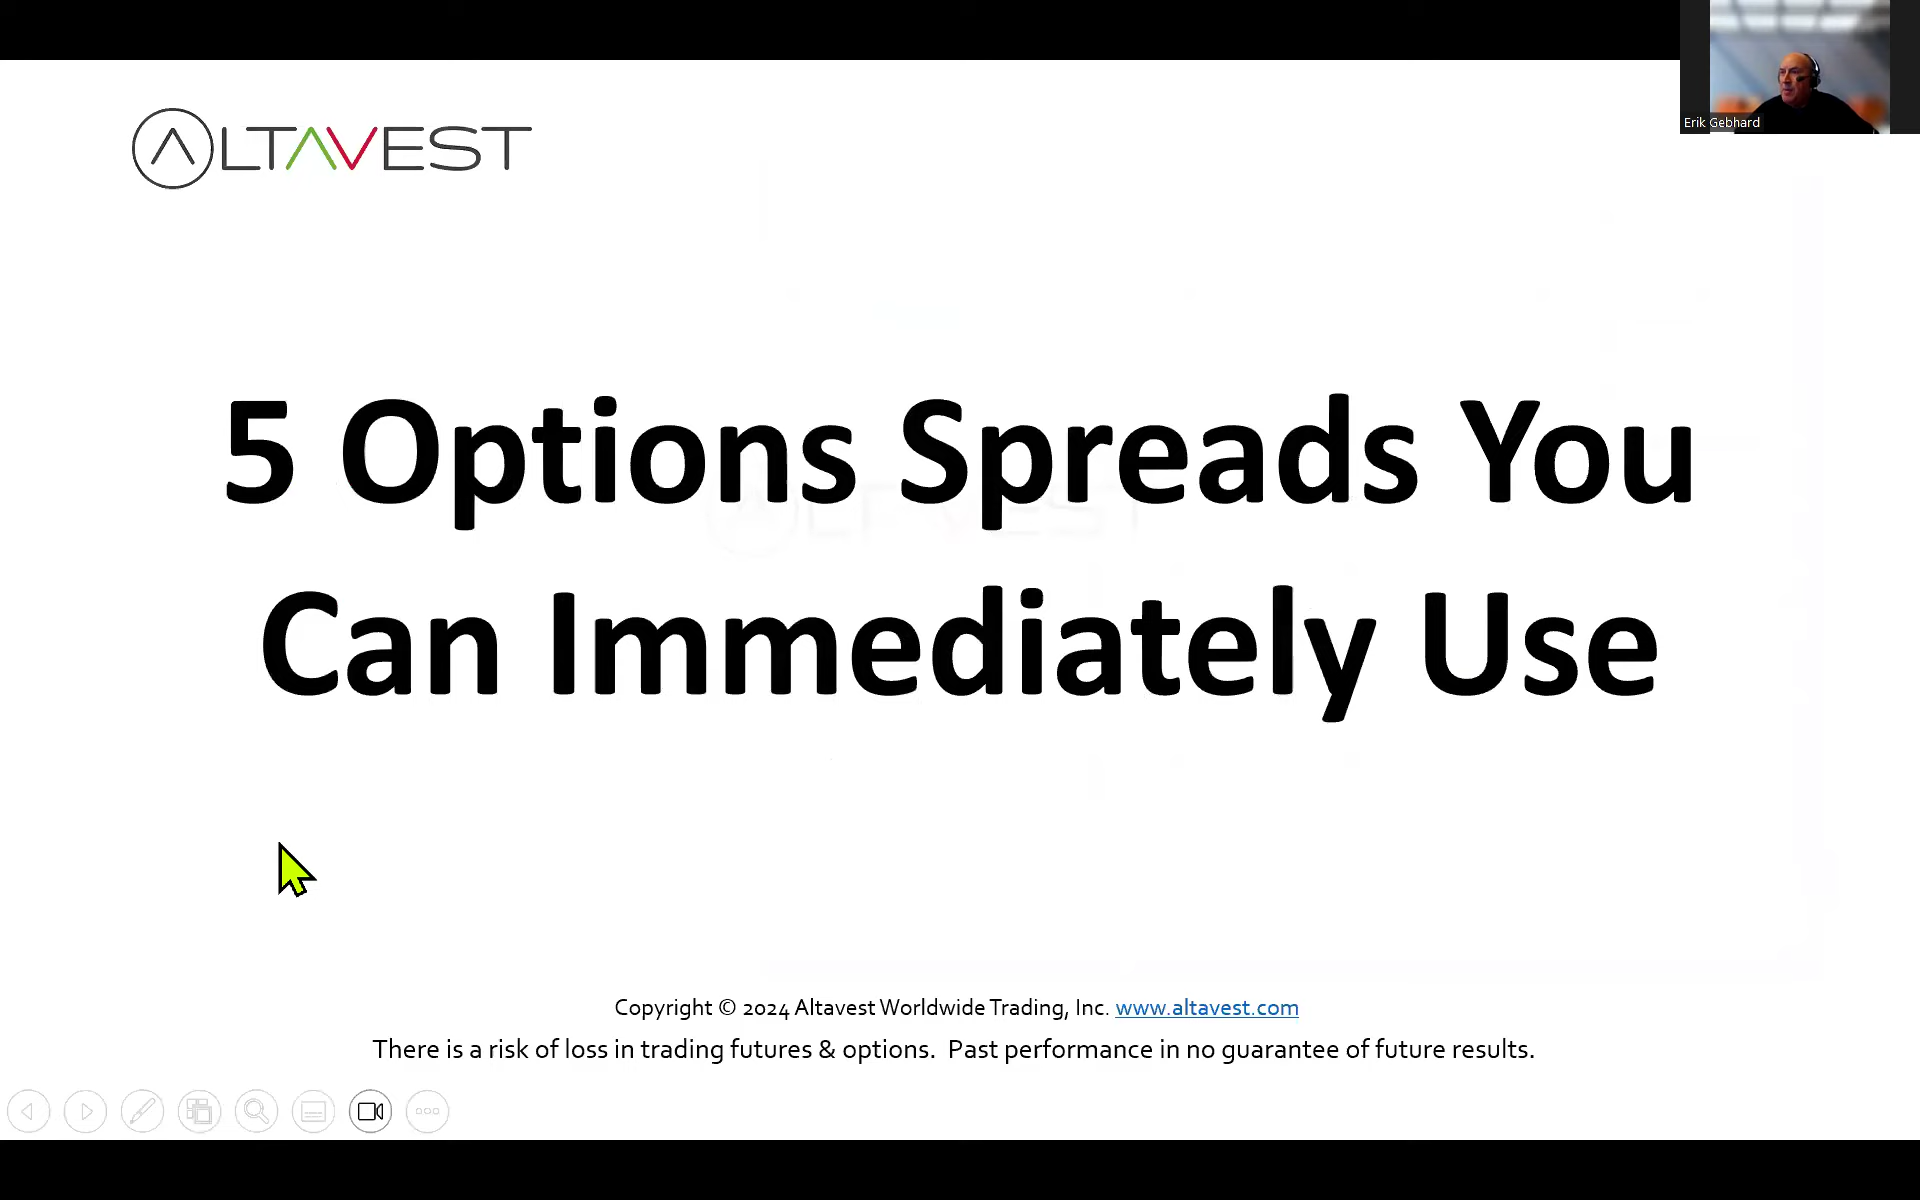 ALTAVEST
Erik Gebhard
5 Options Spreads You
Can Immediately Use
Copyright © 2024 Altavest Worldwide Trading, Inc. www.altavest.com
There is a risk of loss in trading futures & options. Past performance in no guarantee of future results.